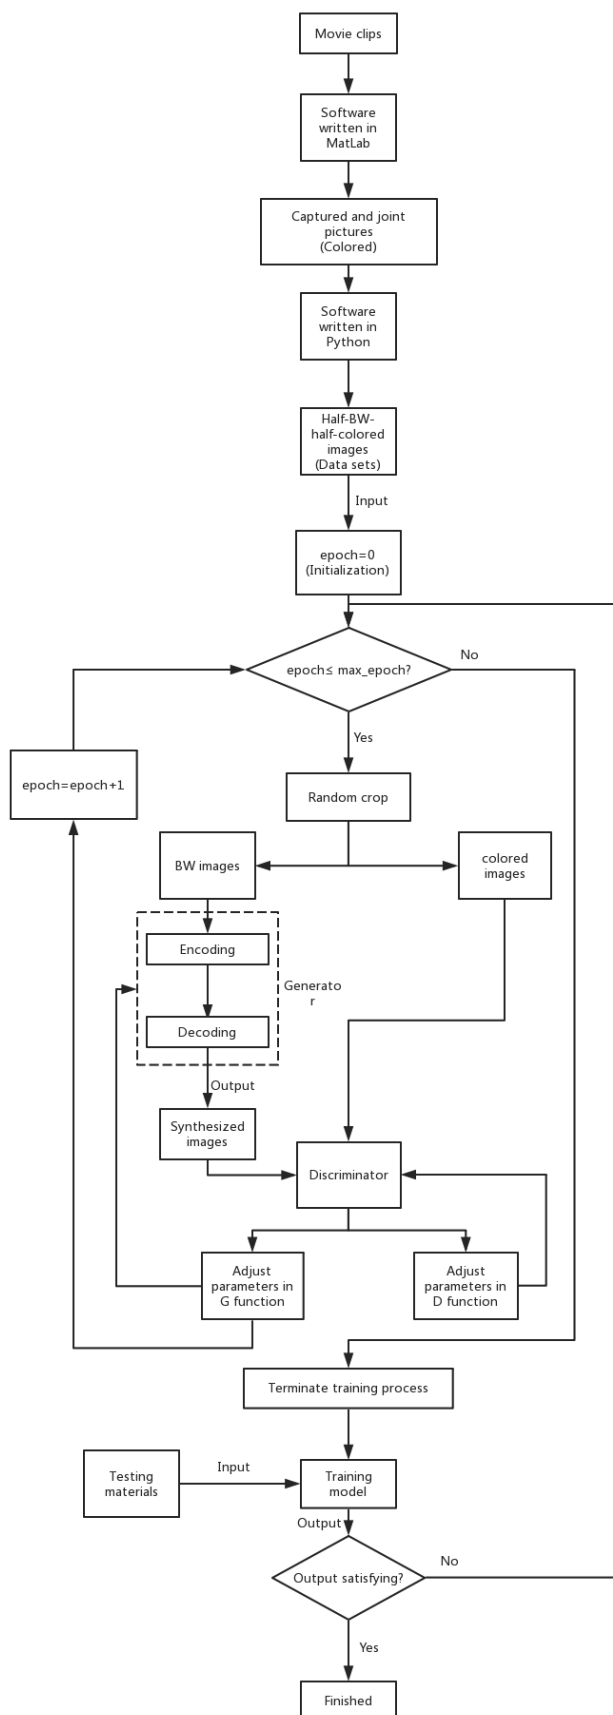 Movie clips
Software
written in
MatLab
Captured and joint
pictures
(Colored)
Software
written in
Python
Half-BW-
half-colored
images
(Data sets)
Input
epoch=0
(Initialization)
No
epoch≤ max_epoch?
Yes
epoch=epoch+1
Random crop
BW images
colored
images
Encoding
Generato
r
Decoding
Output
Synthesized
images
Discriminator
Adjust
parameters in
G function
Adjust
parameters in
D function
Terminate training process
Testing
materials
Input
Training
model
Output
Output satisfying?
No
Yes
Finished